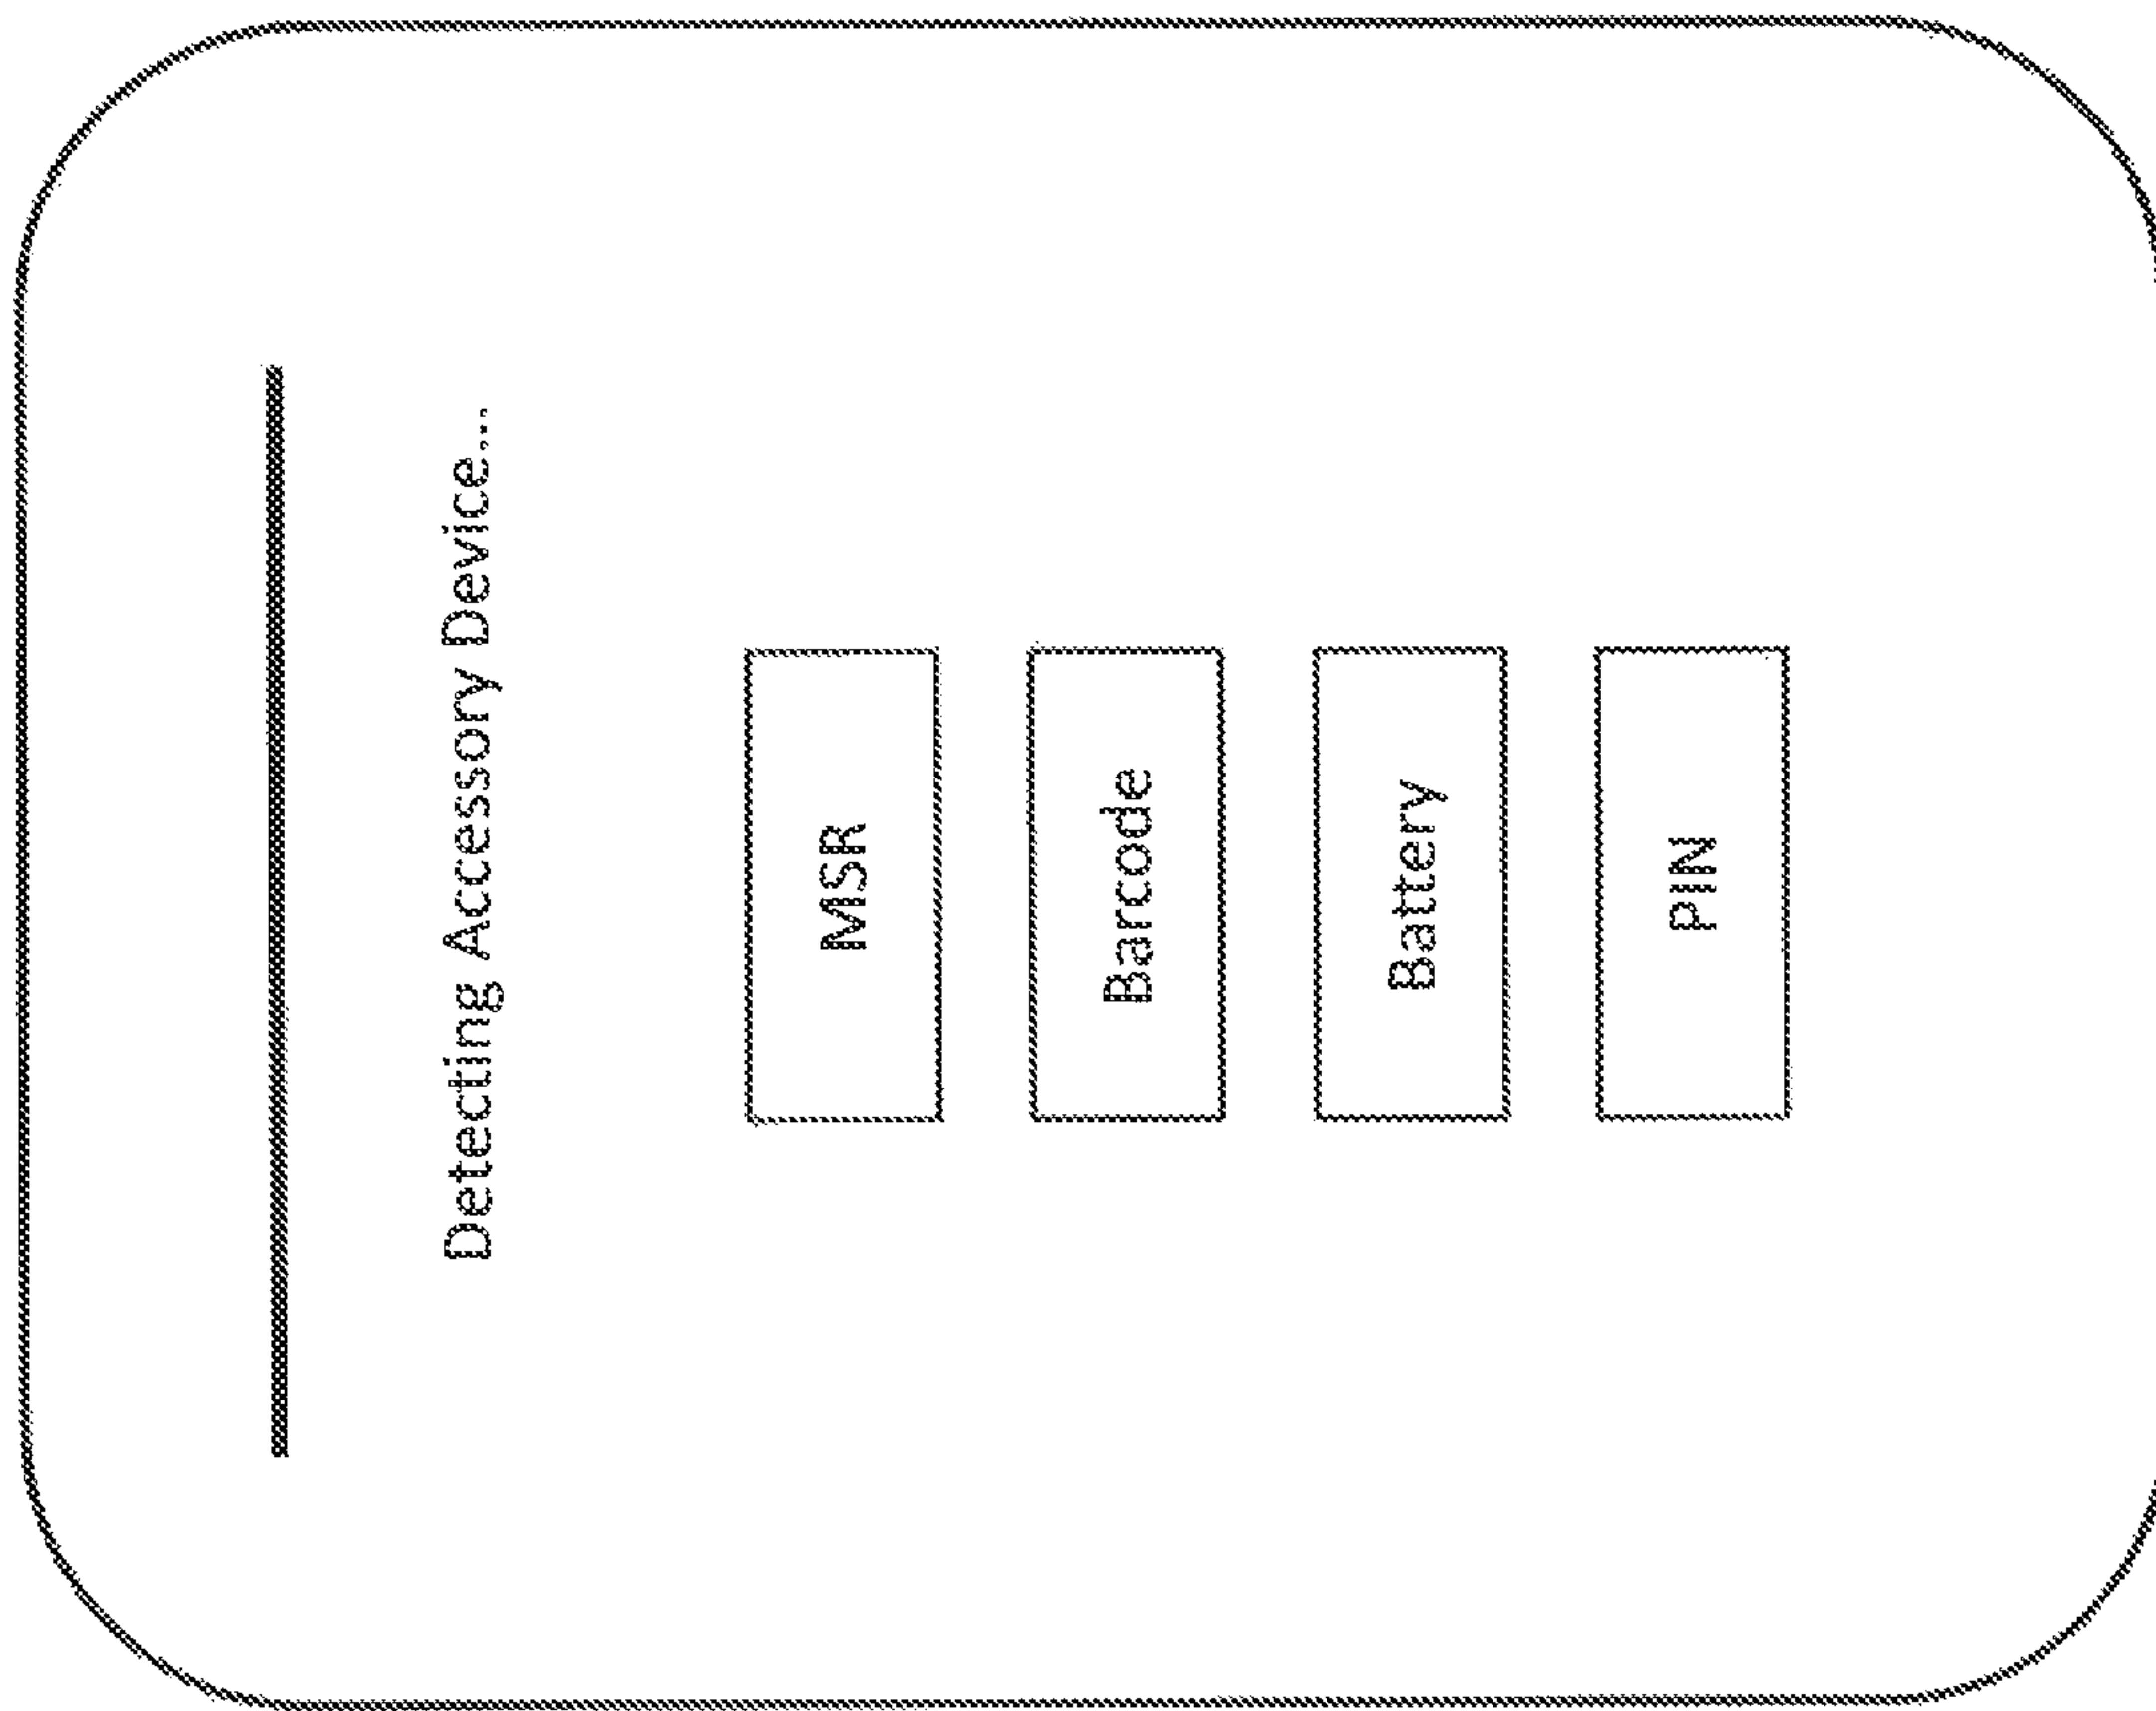 Detecting Accessory Device...
MSR
Barcode
Battery
PIN